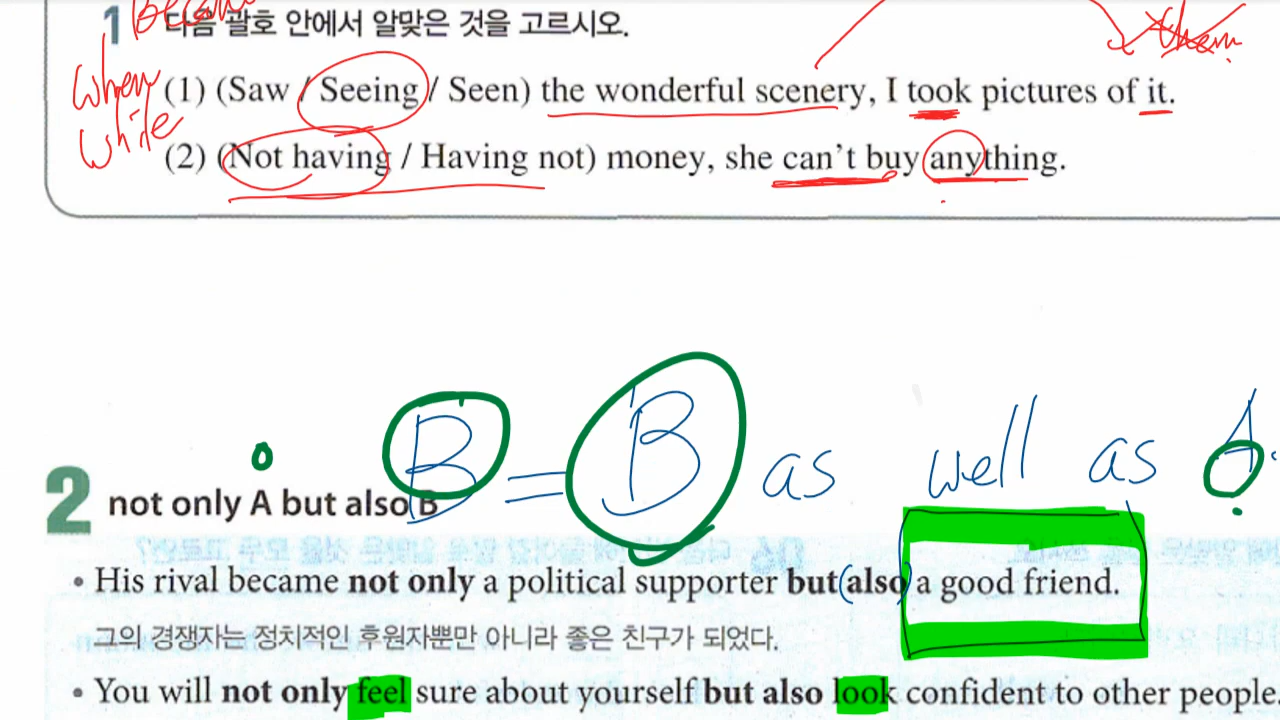 1 다음 괄호 안에서 알맞은 것을 고르시오.
them
when
(1) (Saw / Seeing / Seen) the wonderful scenery, I took pictures of it.
while
(2) (Not having / Having not) money, she can't buy anything.
B = B as well as A
2 not only A but also B
• His rival became not only a political supporter but (also) a good friend.
그의 경쟁자는 정치적인 후원자뿐만 아니라 좋은 친구가 되었다.
• You will not only feel sure about yourself but also look confident to other people.